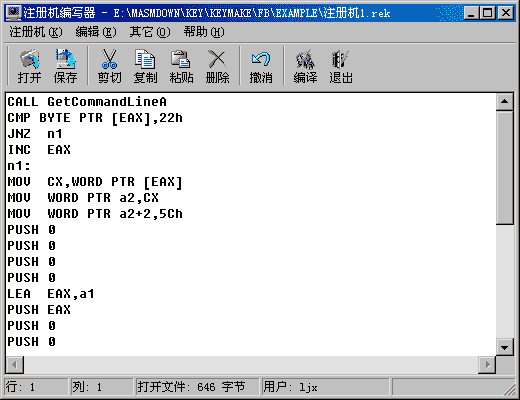 注册机编写器 - E:\MASMDOWN\KEY\KEYMAKE\FB\EXAMPLE\注册机1.rek
注册机(K) 编辑(E) 其它(O) 帮助(H)
打开 保存 剪切 复制 粘贴 删除 撤消 编译 退出
CALL GetCommandLineA
CMP BYTE PTR [EAX],22h
JNZ n1
INC EAX
n1:
MOV CX,WORD PTR [EAX]
MOV WORD PTR a2,CX
MOV WORD PTR a2+2,5Ch
PUSH 0
PUSH 0
PUSH 0
PUSH 0
LEA EAX,a1
PUSH EAX
PUSH 0
PUSH 0
行: 1 列: 1 打开文件: 646 字节 用户: ljx